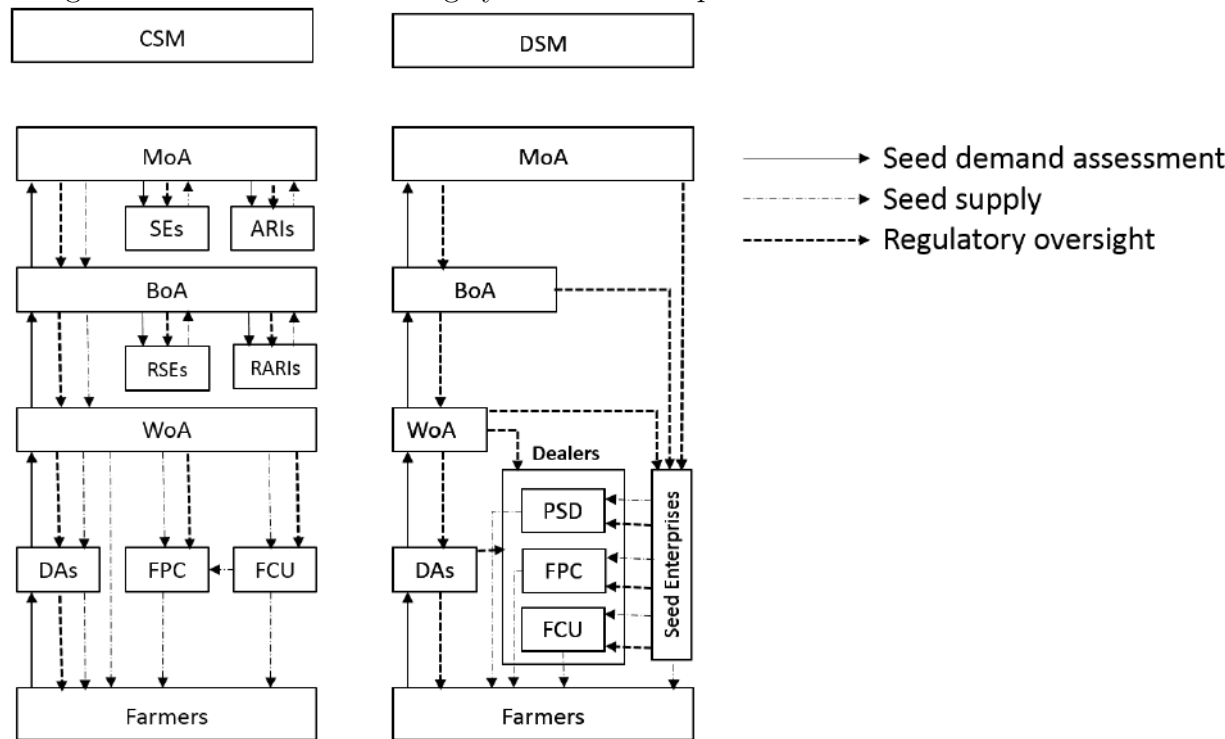 CSM
DSM
MoA
MoA
Seed demand assessment
Seed supply
Regulatory oversight
SEs
ARIs
BoA
BoA
RSEs
RARIs
WoA
WoA
Dealers
PSD
Seed Enterprises
DAs
FPC
FCU
DAs
FPC
FCU
Farmers
Farmers